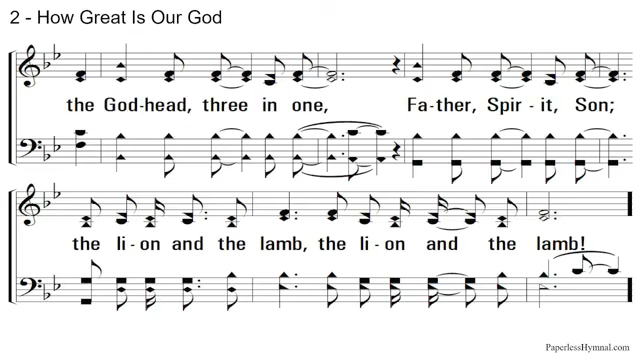 2 - How Great Is Our God
the God-head, three in one, Fa-ther, Spir - it, Son;
the li - on and the lamb, the li - on and the lamb!
PaperlessHymnal.com